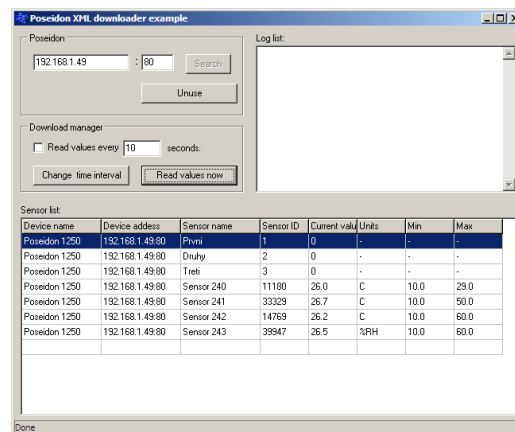 Poseidon XML downloader example
Poseidon
Log list:
192.168.1.49 : 80 Search
Unuse
Download manager
Read values every 10 seconds.
Change time interval Read values now
Sensor list:
Device name Device addess Sensor name Sensor ID Current valu Units Min Max
Poseidon 1250 192.168.1.49:80 Prvni 1 0 - - -
Poseidon 1250 192.168.1.49:80 Druhy 2 0 - - -
Poseidon 1250 192.168.1.49:80 Treti 3 0 - - -
Poseidon 1250 192.168.1.49:80 Sensor 240 11180 26.0 C 10.0 29.0
Poseidon 1250 192.168.1.49:80 Sensor 241 33329 26.7 C 10.0 50.0
Poseidon 1250 192.168.1.49:80 Sensor 242 14769 26.2 C 10.0 60.0
Poseidon 1250 192.168.1.49:80 Sensor 243 39947 26.5 %RH 10.0 60.0
Done